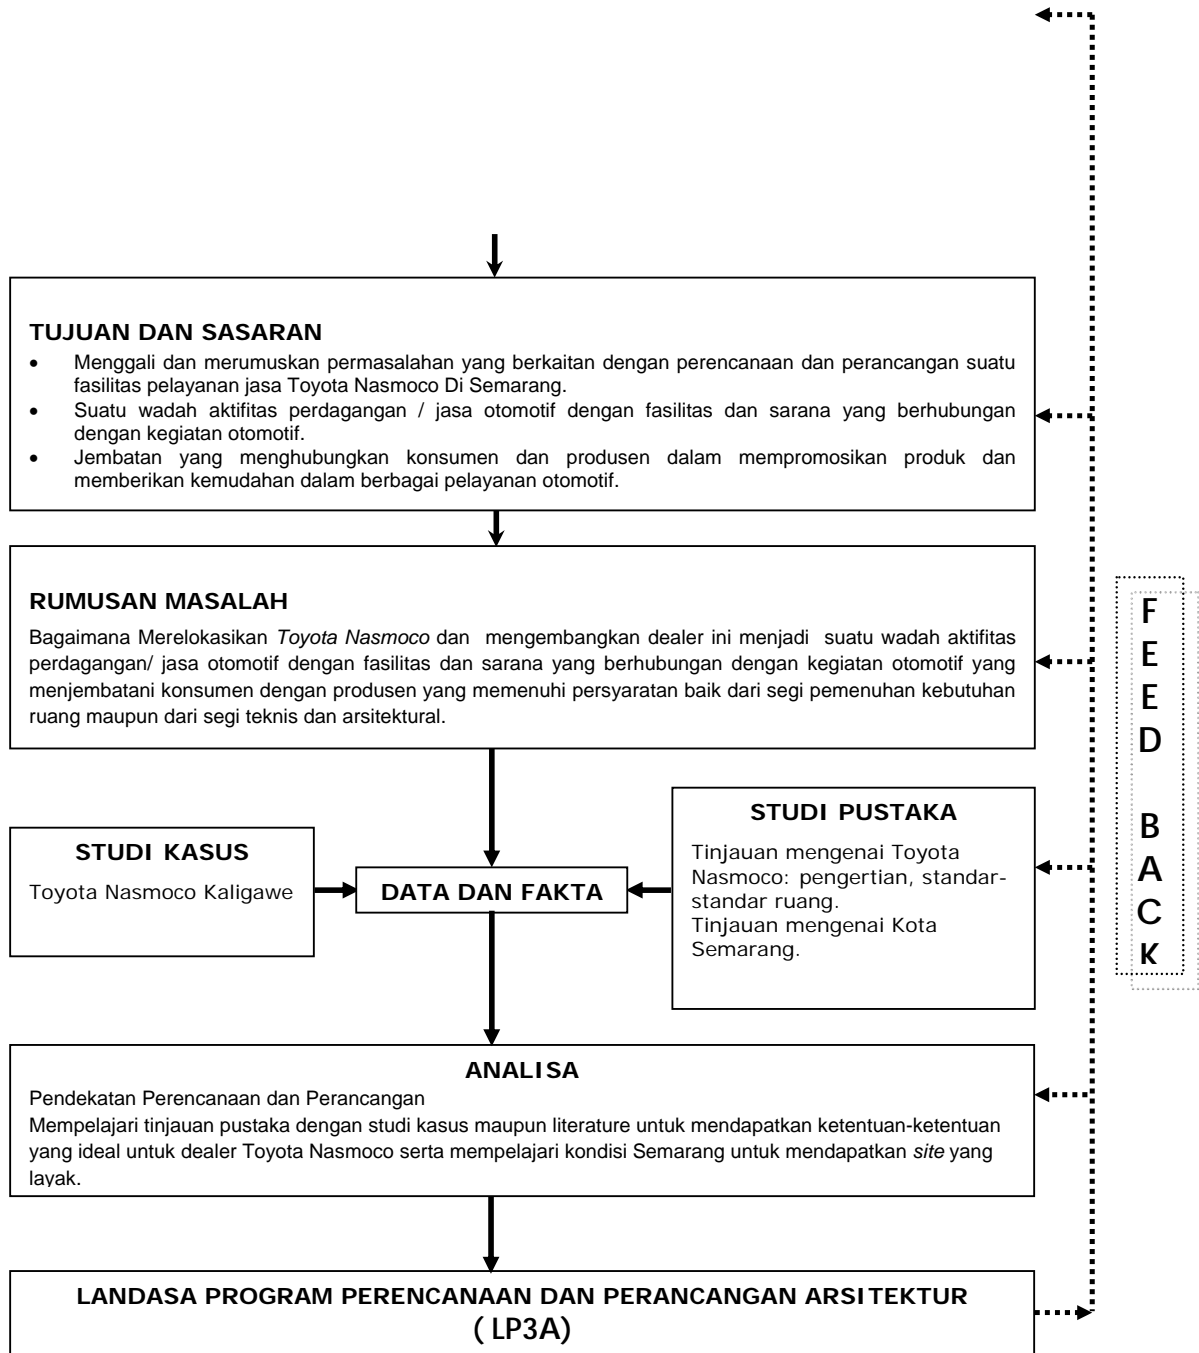 TUJUAN DAN SASARAN
• Menggali dan merumuskan permasalahan yang berkaitan dengan perencanaan dan perancangan suatu
fasilitas pelayanan jasa Toyota Nasmoco Di Semarang.
• Suatu wadah aktifitas perdagangan / jasa otomotif dengan fasilitas dan sarana yang berhubungan
dengan kegiatan otomotif.
• Jembatan yang menghubungkan konsumen dan produsen dalam mempromosikan produk dan
memberikan kemudahan dalam berbagai pelayanan otomotif.
RUMUSAN MASALAH
Bagaimana Merelokasikan Toyota Nasmoco dan mengembangkan dealer ini menjadi suatu wadah aktifitas
perdagangan/ jasa otomotif dengan fasilitas dan sarana yang berhubungan dengan kegiatan otomotif yang
menjembatani konsumen dengan produsen yang memenuhi persyaratan baik dari segi pemenuhan kebutuhan
ruang maupun dari segi teknis dan arsitektural.
STUDI KASUS
Toyota Nasmoco Kaligawe
DATA DAN FAKTA
STUDI PUSTAKA
Tinjauan mengenai Toyota
Nasmoco: pengertian, standar-
standar ruang.
Tinjauan mengenai Kota
Semarang.
ANALISA
Pendekatan Perencanaan dan Perancangan
Mempelajari tinjauan pustaka dengan studi kasus maupun literature untuk mendapatkan ketentuan-ketentuan
yang ideal untuk dealer Toyota Nasmoco serta mempelajari kondisi Semarang untuk mendapatkan site yang
layak.
LANDASA PROGRAM PERENCANAAN DAN PERANCANGAN ARSITEKTUR
( LP3A)
F
E
E
D
B
A
C
K